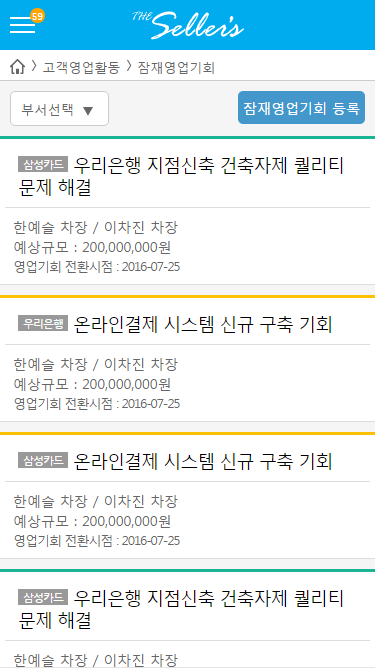 59
THE Seller's
고객영업활동 > 잠재영업기회
부서선택 ▼
잠재영업기회 등록
삼성카드 우리은행 지점신축 건축자제 퀄리티
문제 해결
한예슬 차장 / 이차진 차장
예상규모 : 200,000,000원
영업기회 전환시점 : 2016-07-25
우리은행 온라인결제 시스템 신규 구축 기회
한예슬 차장 / 이차진 차장
예상규모 : 200,000,000원
영업기회 전환시점 : 2016-07-25
삼성카드 온라인결제 시스템 신규 구축 기회
한예슬 차장 / 이차진 차장
예상규모 : 200,000,000원
영업기회 전환시점 : 2016-07-25
삼성카드 우리은행 지점신축 건축자제 퀄리티
문제 해결
한예슬 차장 / 이차진 차장